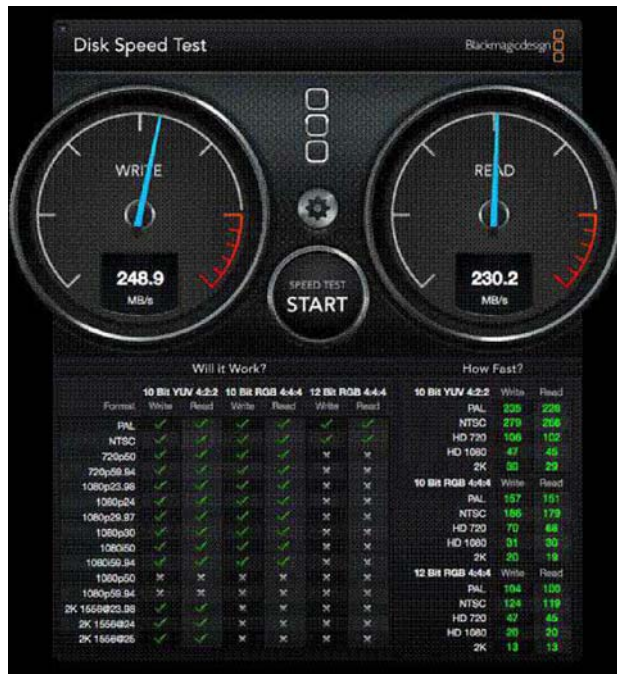 Disk Speed Test
Blackmagicdesign
WRITE
READ
248.9
MB/s
230.2
MB/s
SPEED TEST
START
Will it Work?
10 Bit YUV 4:2:2 10 Bit RGB 4:4:4 12 Bit RGB 4:4:4
Format Write Read Write Read Write Read
PAL
NTSC
720p50
720p59.94
1080p23.98
1080p24
1080p29.97
1080p30
1080i50
1080i59.94
1080p50
1080p59.94
2K 1556@23.98
2K 1556@24
2K 1556@25
How Fast?
10 Bit YUV 4:2:2 Write Read
PAL 235 226
NTSC 279 266
HD 720 106 102
HD 1080 47 45
2K 30 29
10 Bit RGB 4:4:4 Write Read
PAL 157 151
NTSC 186 179
HD 720 70 68
HD 1080 31 30
2K 20 19
12 Bit RGB 4:4:4 Write Read
PAL 104 100
NTSC 124 119
HD 720 47 45
HD 1080 20 20
2K 13 13